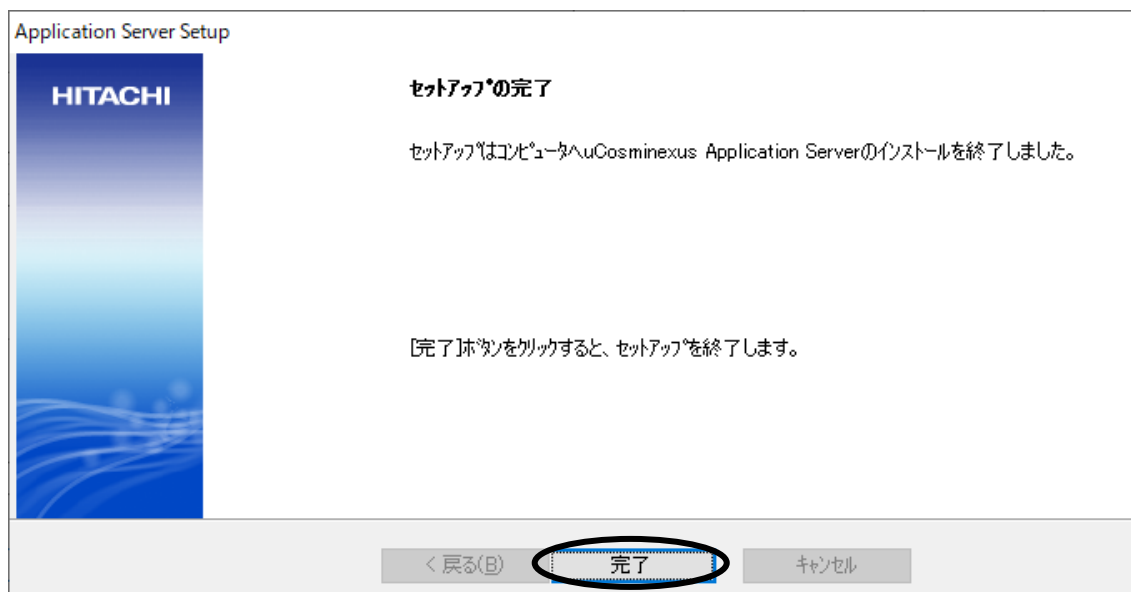 Application Server Setup
HITACHI
セットアップの完了
セットアップはコンピュータへuCosminexus Application Serverのインストールを終了しました。
[完了]ボタンをクリックすると、セットアップを終了します。
< 戻る(B)
完了
キャンセル